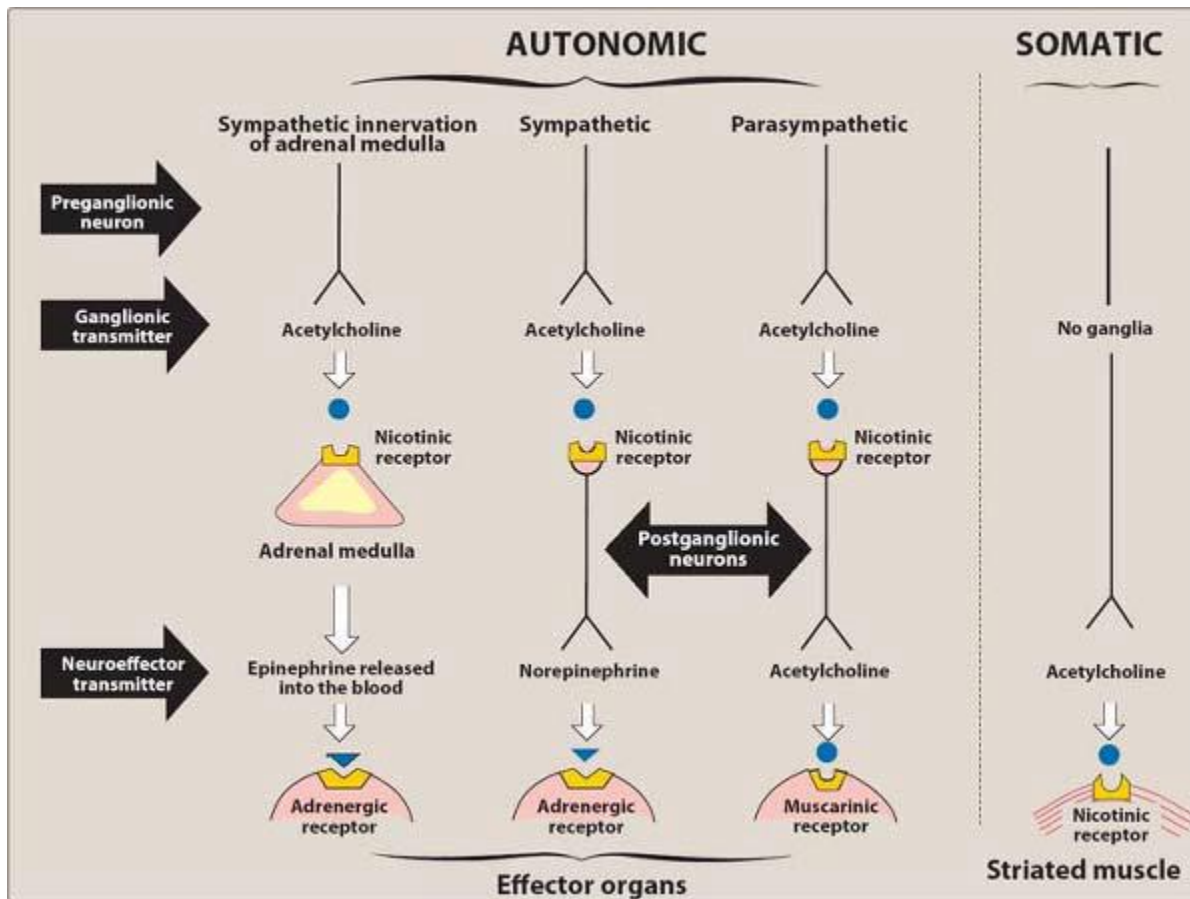 AUTONOMIC
SOMATIC
Sympathetic innervation
of adrenal medulla
Sympathetic
Parasympathetic
Preganglionic
neuron
Ganglionic
transmitter
Acetylcholine
Acetylcholine
Acetylcholine
No ganglia
Nicotinic
receptor
Nicotinic
receptor
Nicotinic
receptor
Adrenal medulla
Postganglionic
neurons
Neuroeffector
transmitter
Epinephrine released
into the blood
Norepinephrine
Acetylcholine
Acetylcholine
Adrenergic
receptor
Adrenergic
receptor
Muscarinic
receptor
Nicotinic
receptor
Effector organs
Striated muscle